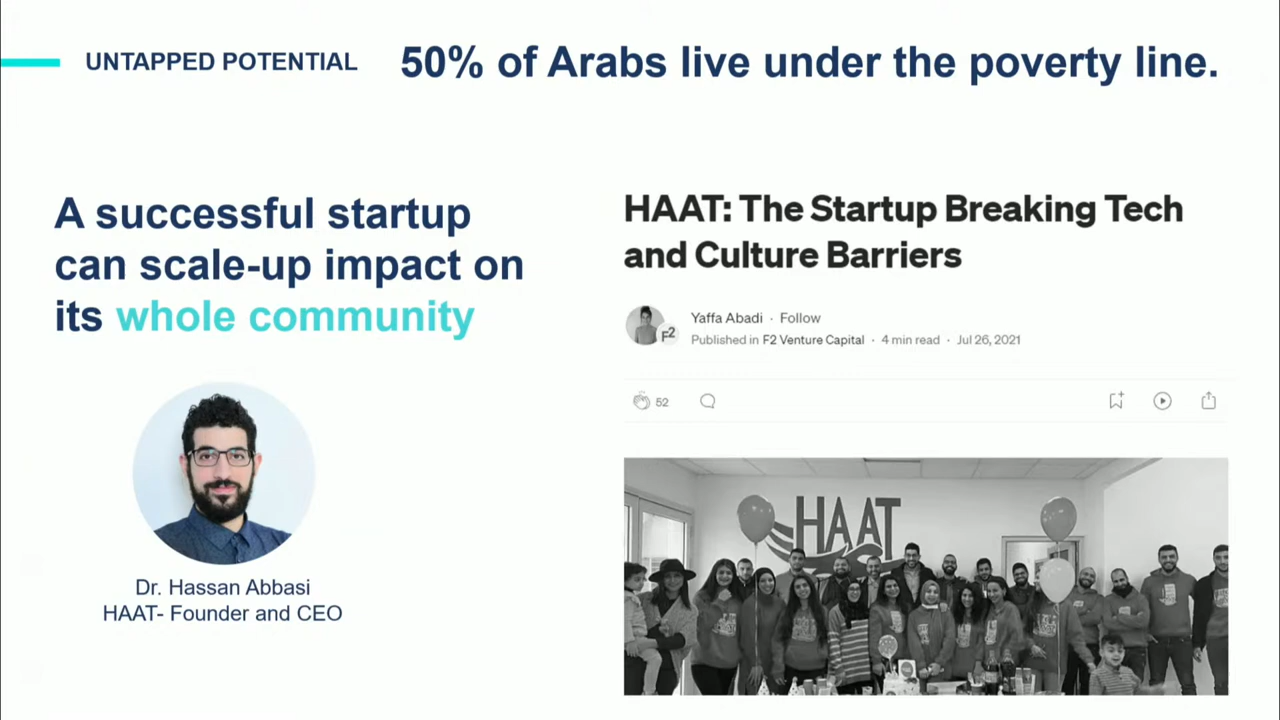 UNTAPPED POTENTIAL
50% of Arabs live under the poverty line.
A successful startup
can scale-up impact on
its whole community
Dr. Hassan Abbasi
HAAT- Founder and CEO
HAAT: The Startup Breaking Tech
and Culture Barriers
F2
Yaffa Abadi · Follow
Published in F2 Venture Capital · 4 min read · Jul 26, 2021
52
HAAT